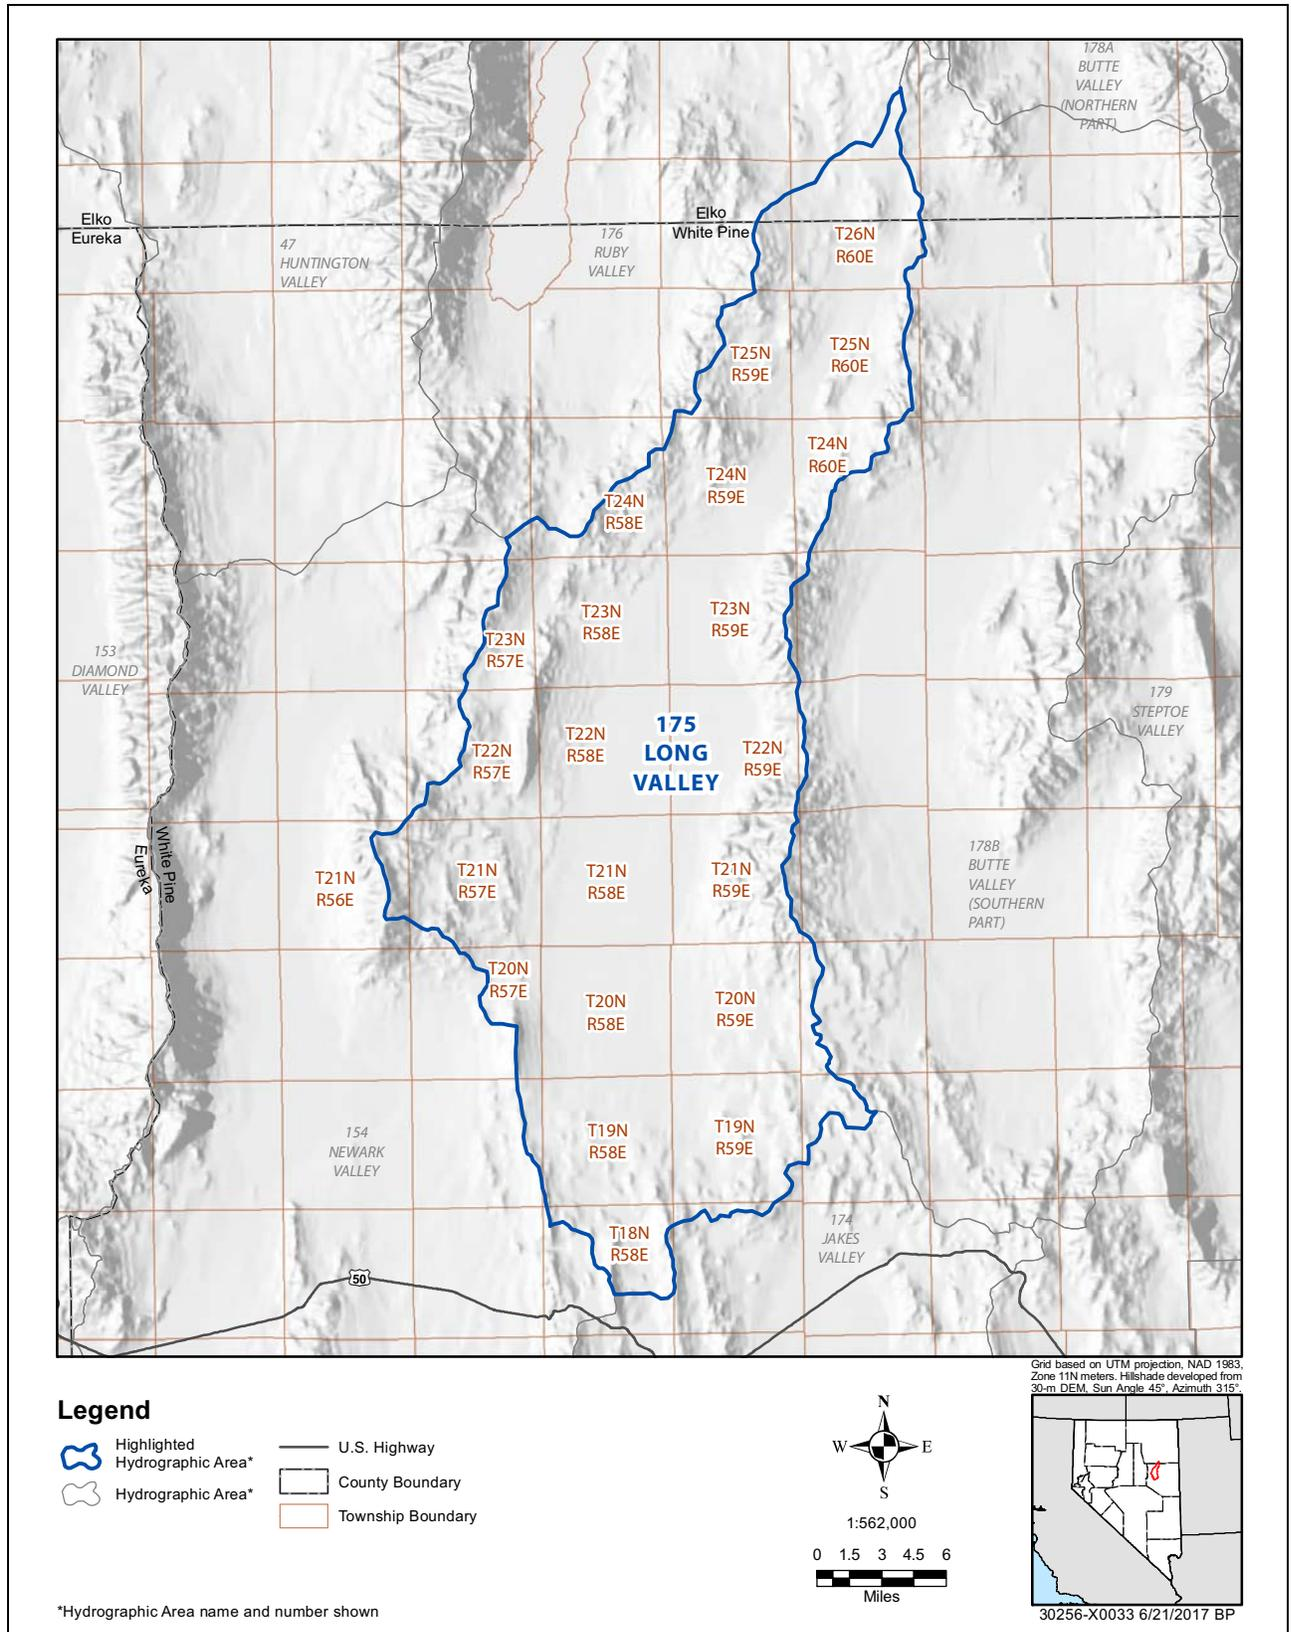 178A
BUTTE
VALLEY
(NORTHERN
PART)
Elko
Eureka
Elko
White Pine
47
HUNTINGTON
VALLEY
176
RUBY
VALLEY
T26N
R60E
T25N
R59E
T25N
R60E
T24N
R60E
T24N
R59E
T24N
R58E
T23N
R58E
T23N
R59E
T23N
R57E
153
DIAMOND
VALLEY
179
STEPTOE
VALLEY
175
LONG
VALLEY
T22N
R57E
T22N
R58E
T22N
R59E
White Pine
Eureka
178B
BUTTE
VALLEY
(SOUTHERN
PART)
T21N
R56E
T21N
R57E
T21N
R58E
T21N
R59E
T20N
R57E
T20N
R58E
T20N
R59E
154
NEWARK
VALLEY
T19N
R58E
T19N
R59E
T18N
R58E
174
JAKES
VALLEY
50
Grid based on UTM projection, NAD 1983,
Zone 11N meters. Hillshade developed from
30-m DEM, Sun Angle 45°, Azimuth 315°.
Legend
Highlighted
Hydrographic Area*
Hydrographic Area*
U.S. Highway
County Boundary
Township Boundary
N
W E
S
1:562,000
0 1.5 3 4.5 6
Miles
*Hydrographic Area name and number shown
30256-X0033 6/21/2017 BP